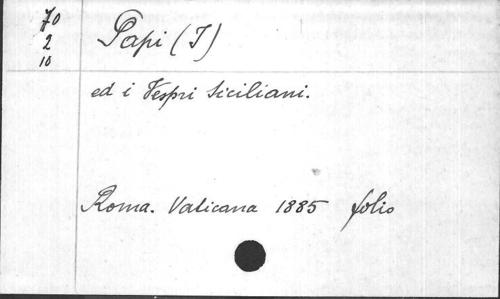 70
2
10
Papi (I)
ed i Vespri Siciliani.
Roma. Vaticana 1885 folio